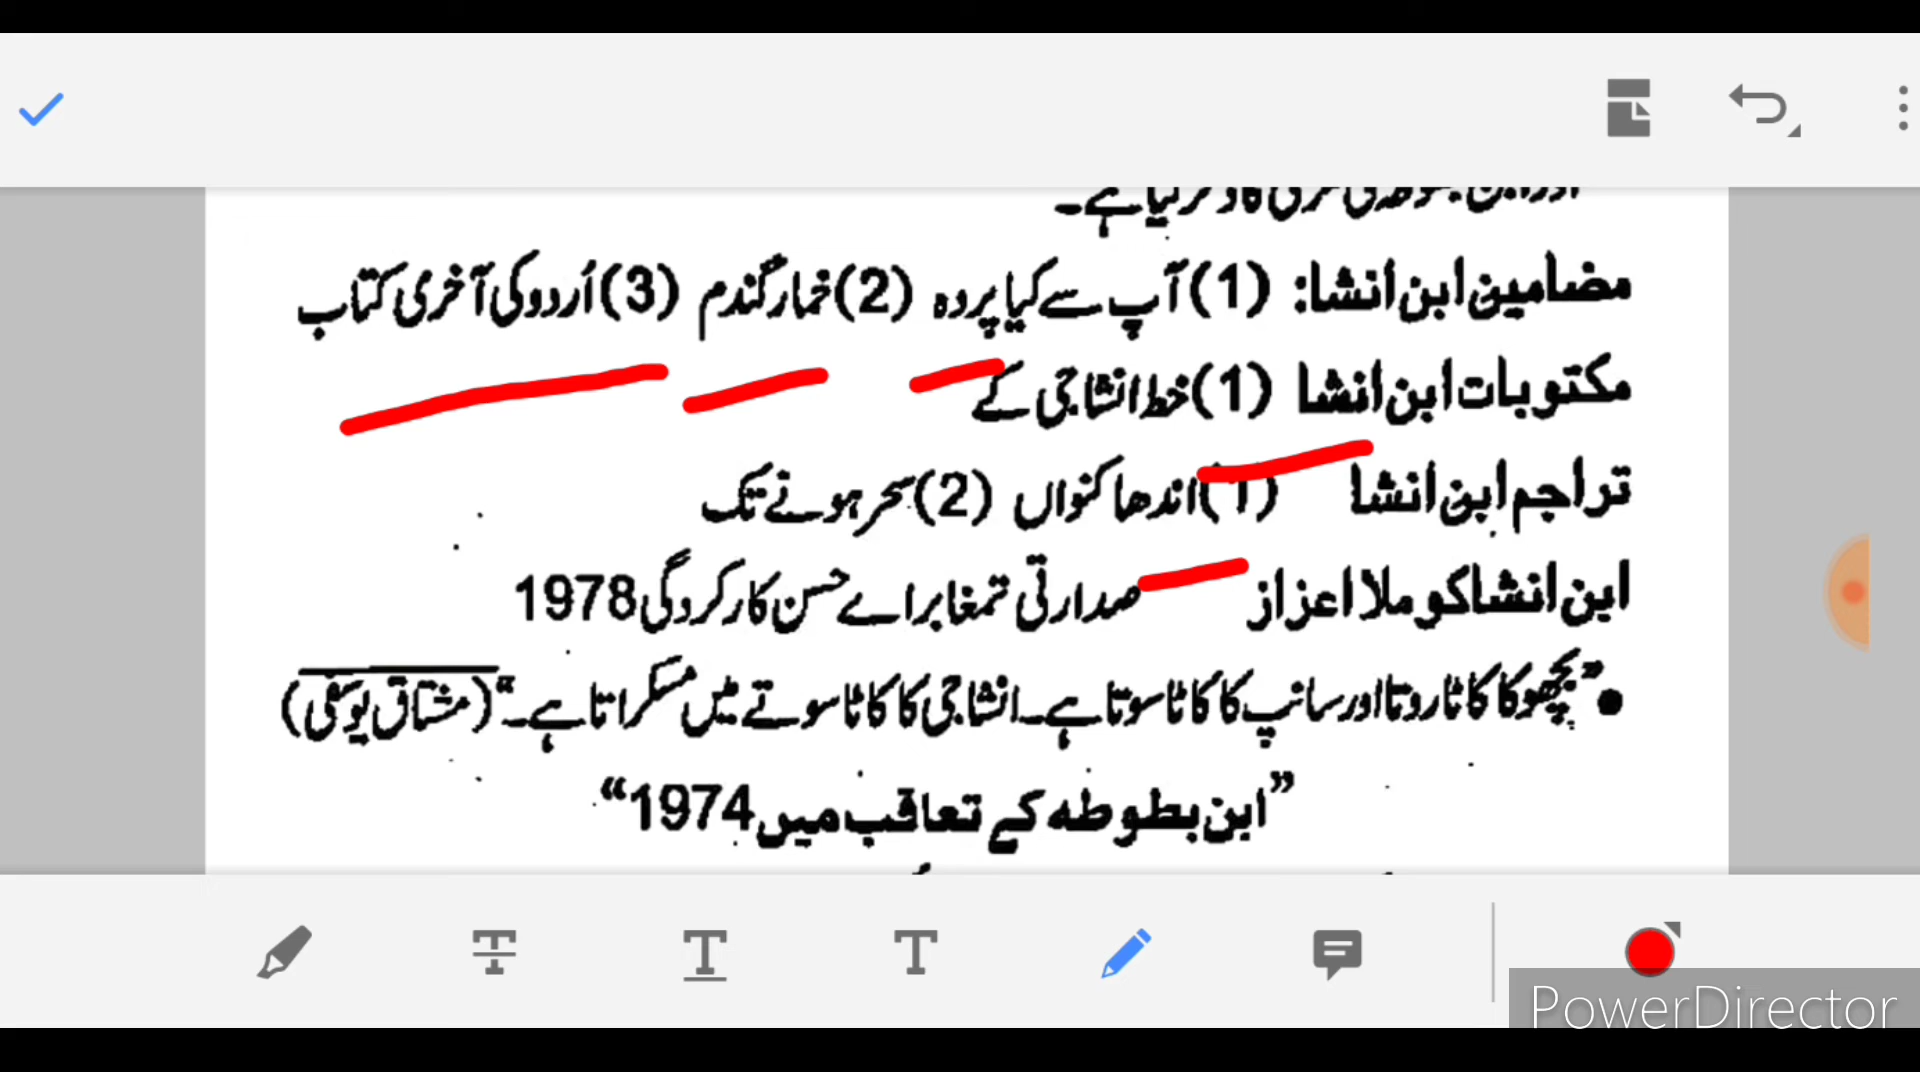 مضامین ابن انشا: (1) آپ سے کیا پردہ (2) خمار گندم (3) اُردو کی آخری کتاب
مکتوبات ابن انشا (1) خط انشا جی کے
تراجم ابن انشا (1) اندھا کنواں (2) سحر ہونے تک
ابن انشا کو ملا اعزاز صدارتی تمغا براے حسن کارکردگی 1978
● ”بچھو کا کاٹا روتا اور سانپ کا کاٹا سوتا ہے۔ انشا جی کا کاٹا سوتے میں مسکراتا ہے۔“ (مشتاق یوسفی)
”ابن بطوطہ کے تعاقب میں 1974“
PowerDirector